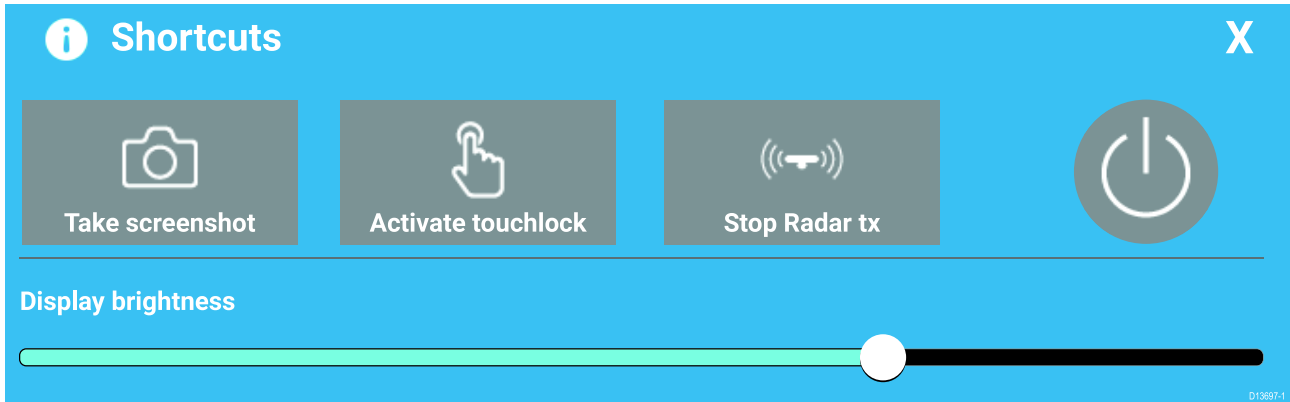 Shortcuts
X
Take screenshot
Activate touchlock
Stop Radar tx
Display brightness
D13697-1